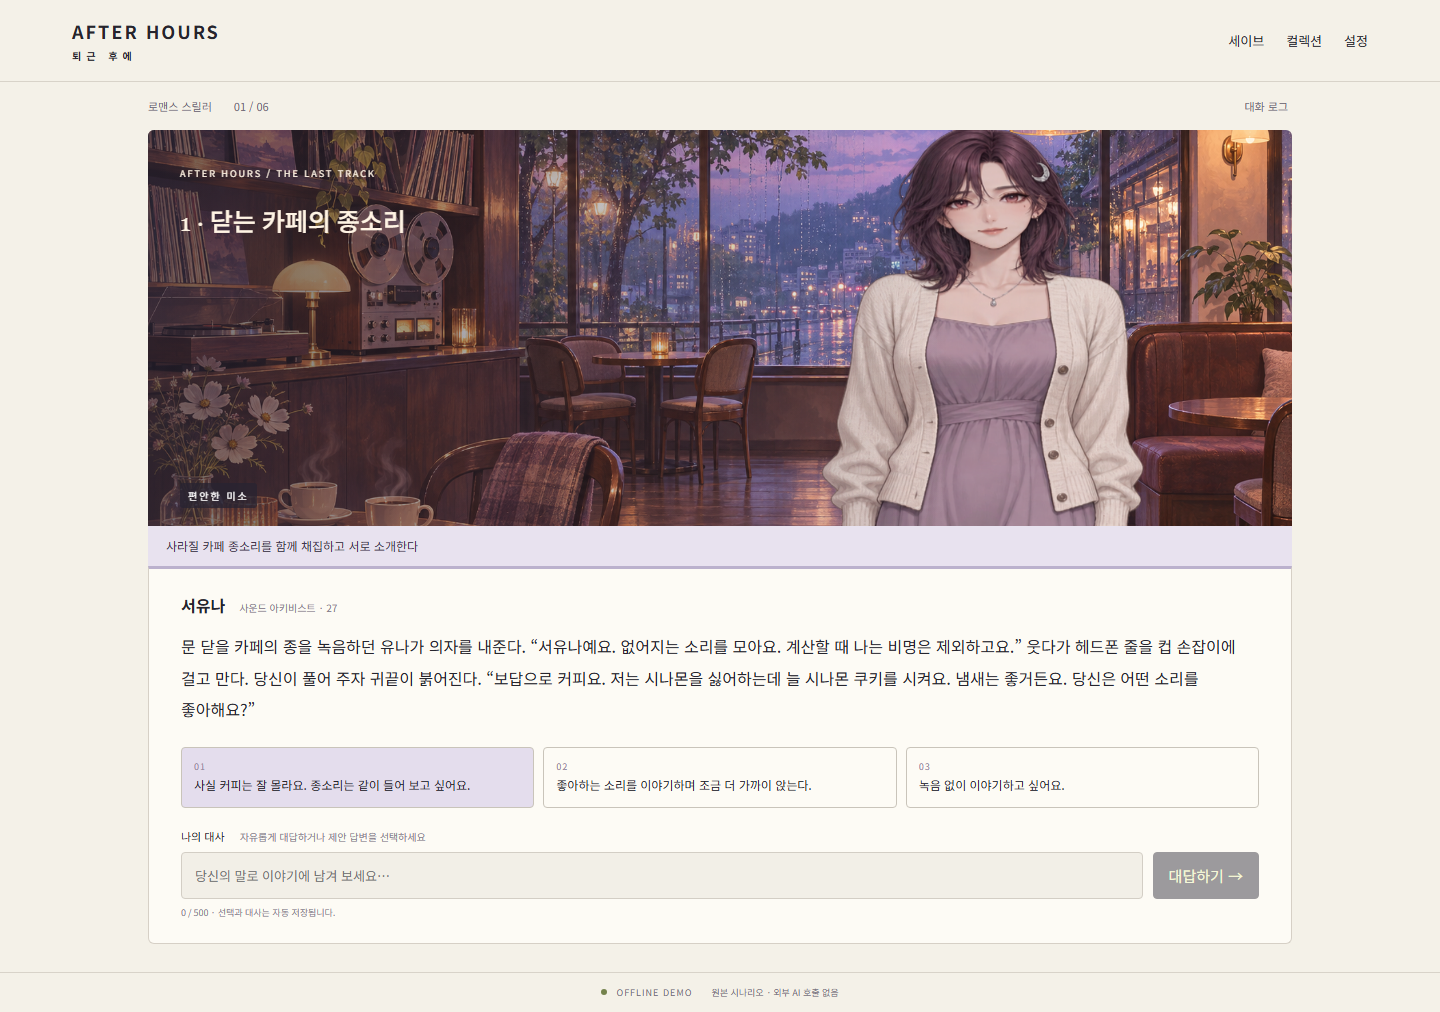 AFTER HOURS
퇴근 후에
세이브 컬렉션 설정
로맨스 스릴러 01 / 06 대화 로그
AFTER HOURS / THE LAST TRACK
1 · 닫는 카페의 종소리
편안한 미소
사라질 카페 종소리를 함께 채집하고 서로 소개한다
서유나 사운드 아키비스트 · 27
문 닫을 카페의 종을 녹음하던 유나가 의자를 내준다. “서유나예요. 없어지는 소리를 모아요. 계산할 때 나는 비명은 제외하고요.” 웃다가 헤드폰 줄을 컵 손잡이에
걸고 만다. 당신이 풀어 주자 귀끝이 붉어진다. “보답으로 커피요. 저는 시나몬을 싫어하는데 늘 시나몬 쿠키를 시켜요. 냄새는 좋거든요. 당신은 어떤 소리를
좋아해요?”
01
사실 커피는 잘 몰라요. 종소리는 같이 들어 보고 싶어요.
02
좋아하는 소리를 이야기하며 조금 더 가까이 앉는다.
03
녹음 없이 이야기하고 싶어요.
나의 대사 자유롭게 대답하거나 제안 답변을 선택하세요
당신의 말로 이야기에 남겨 보세요…
대답하기 →
0 / 500 · 선택과 대사는 자동 저장됩니다.
OFFLINE DEMO 원본 시나리오 · 외부 AI 호출 없음